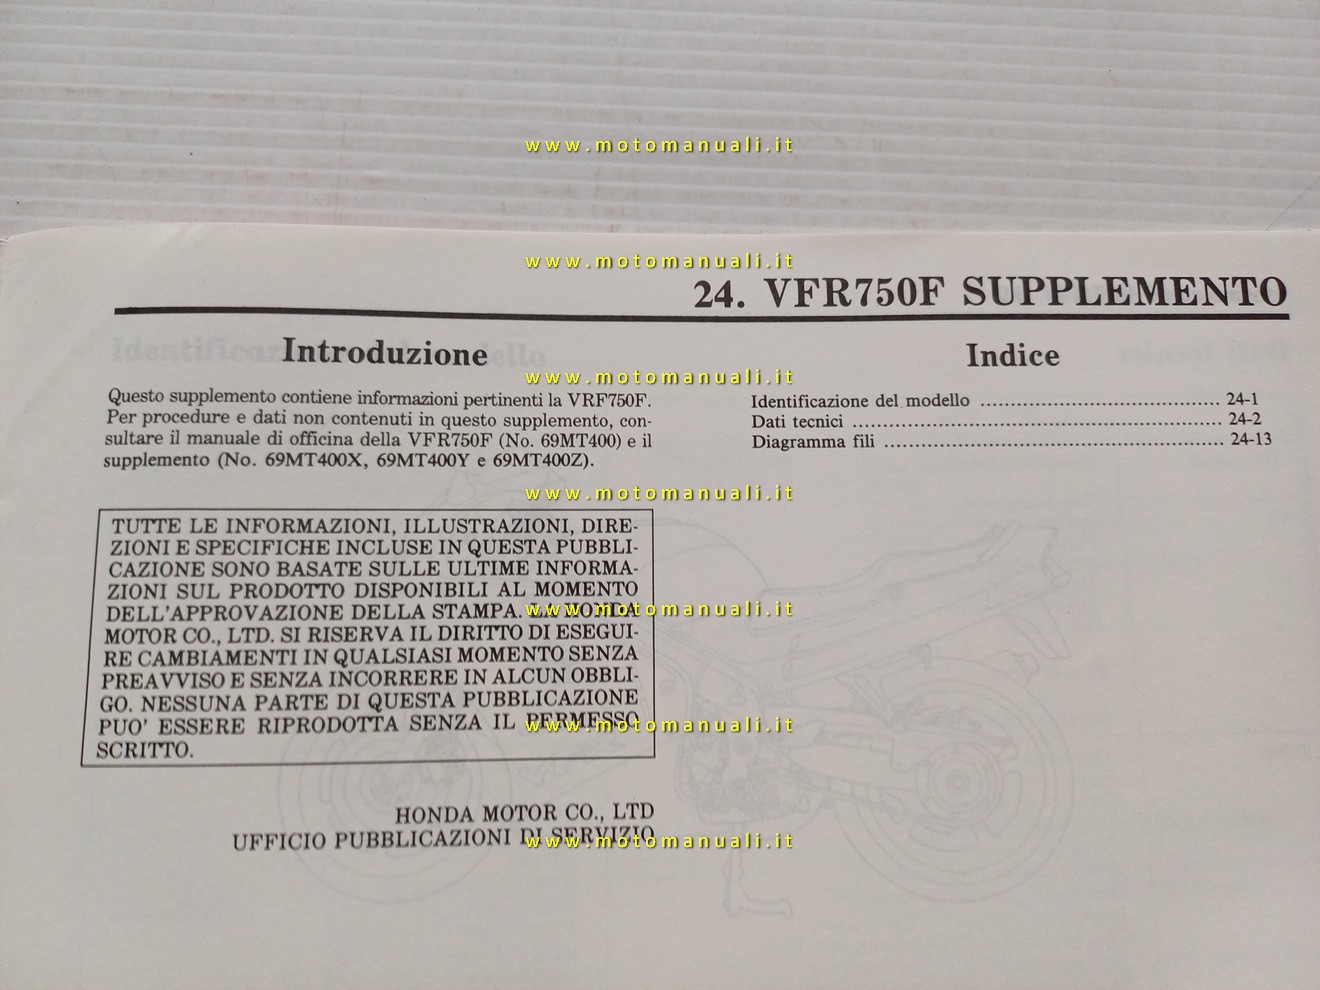 www.motomanuali.it
www.motomanuali.it
24. VFR750F SUPPLEMENTO
Introduzione
Questo supplemento contiene informazioni pertinenti la VRF750F.
Per procedure e dati non contenuti in questo supplemento, con-
sultare il manuale di officina della VFR750F (No. 69MT400) e il
supplemento (No. 69MT400X, 69MT400Y e 69MT400Z).
TUTTE LE INFORMAZIONI, ILLUSTRAZIONI, DIRE-
ZIONI E SPECIFICHE INCLUSE IN QUESTA PUBBLI-
CAZIONE SONO BASATE SULLE ULTIME INFORMA-
ZIONI SUL PRODOTTO DISPONIBILI AL MOMENTO
DELL'APPROVAZIONE DELLA STAMPA. LA HONDA
MOTOR CO., LTD. SI RISERVA IL DIRITTO DI ESEGUI-
RE CAMBIAMENTI IN QUALSIASI MOMENTO SENZA
PREAVVISO E SENZA INCORRERE IN ALCUN OBBLI-
GO. NESSUNA PARTE DI QUESTA PUBBLICAZIONE
PUO' ESSERE RIPRODOTTA SENZA IL PERMESSO
SCRITTO.
HONDA MOTOR CO., LTD
UFFICIO PUBBLICAZIONI DI SERVIZIO
Indice
Identificazione del modello ...................................... 24-1
Dati tecnici ........................................................... 24-2
Diagramma fili ...................................................... 24-13
www.motomanuali.it
www.motomanuali.it
www.motomanuali.it
www.motomanuali.it
www.motomanuali.it